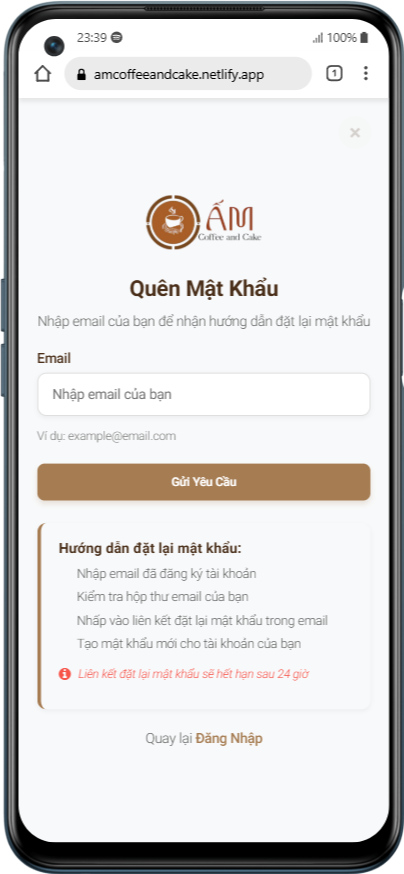 23:39
100%
amcoffeeandcake.netlify.app
1
×
ẤM
Coffee and Cake
Quên Mật Khẩu
Nhập email của bạn để nhận hướng dẫn đặt lại mật khẩu
Email
Nhập email của bạn
Ví dụ: example@email.com
Gửi Yêu Cầu
Hướng dẫn đặt lại mật khẩu:
Nhập email đã đăng ký tài khoản
Kiểm tra hộp thư email của bạn
Nhấp vào liên kết đặt lại mật khẩu trong email
Tạo mật khẩu mới cho tài khoản của bạn
Liên kết đặt lại mật khẩu sẽ hết hạn sau 24 giờ
Quay lại Đăng Nhập